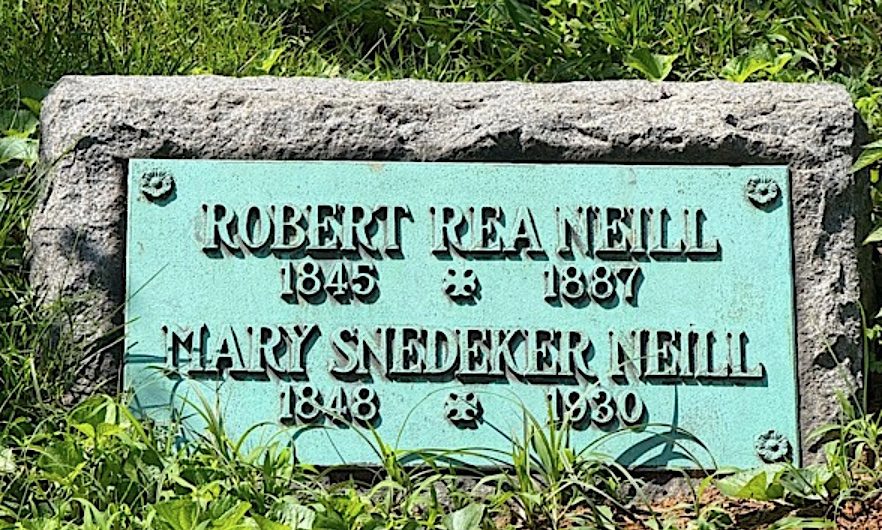 ROBERT REA NEILL
1845 1887
MARY SNEDEKER NEILL
1848 1930